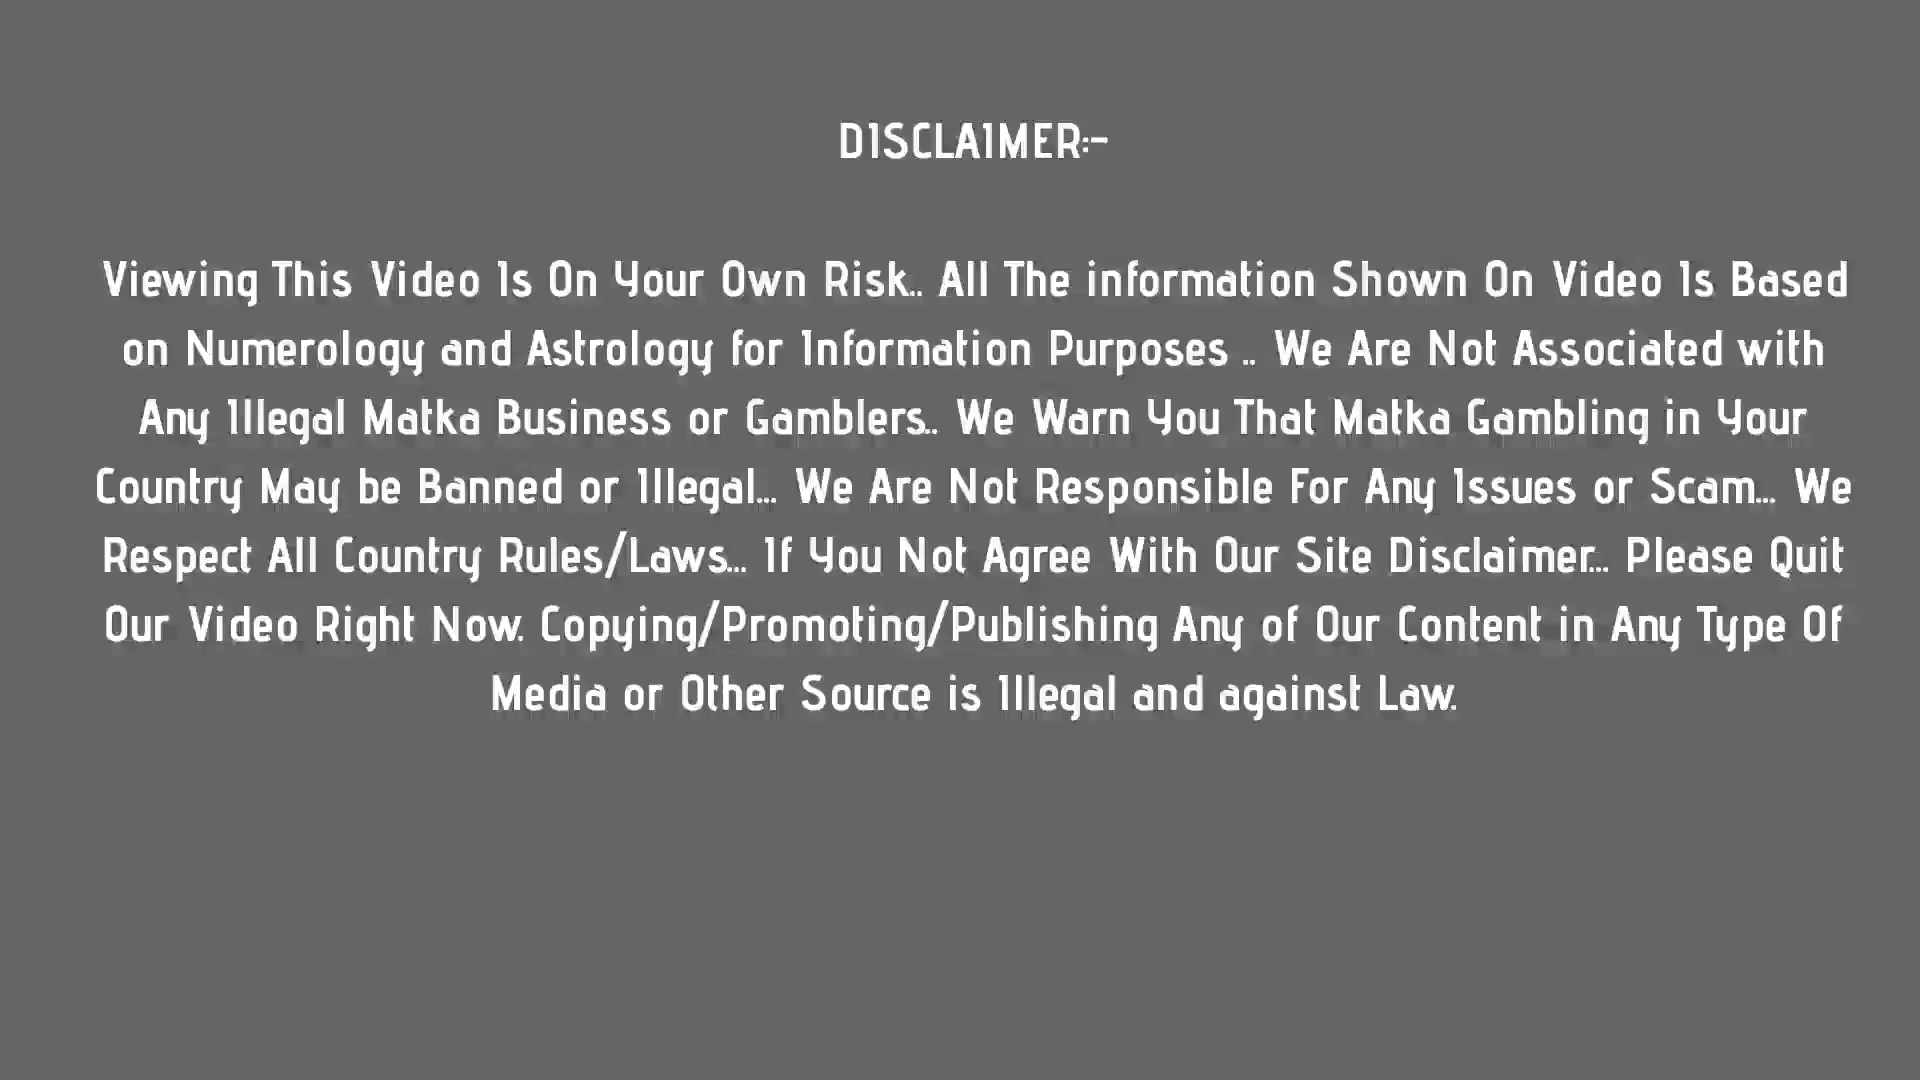 DISCLAIMER:-
Viewing This Video Is On Your Own Risk.. All The information Shown On Video Is Based
on Numerology and Astrology for Information Purposes .. We Are Not Associated with
Any Illegal Matka Business or Gamblers.. We Warn You That Matka Gambling in Your
Country May be Banned or Illegal... We Are Not Responsible For Any Issues or Scam... We
Respect All Country Rules/Laws... If You Not Agree With Our Site Disclaimer... Please Quit
Our Video Right Now. Copying/Promoting/Publishing Any of Our Content in Any Type Of
Media or Other Source is Illegal and against Law.